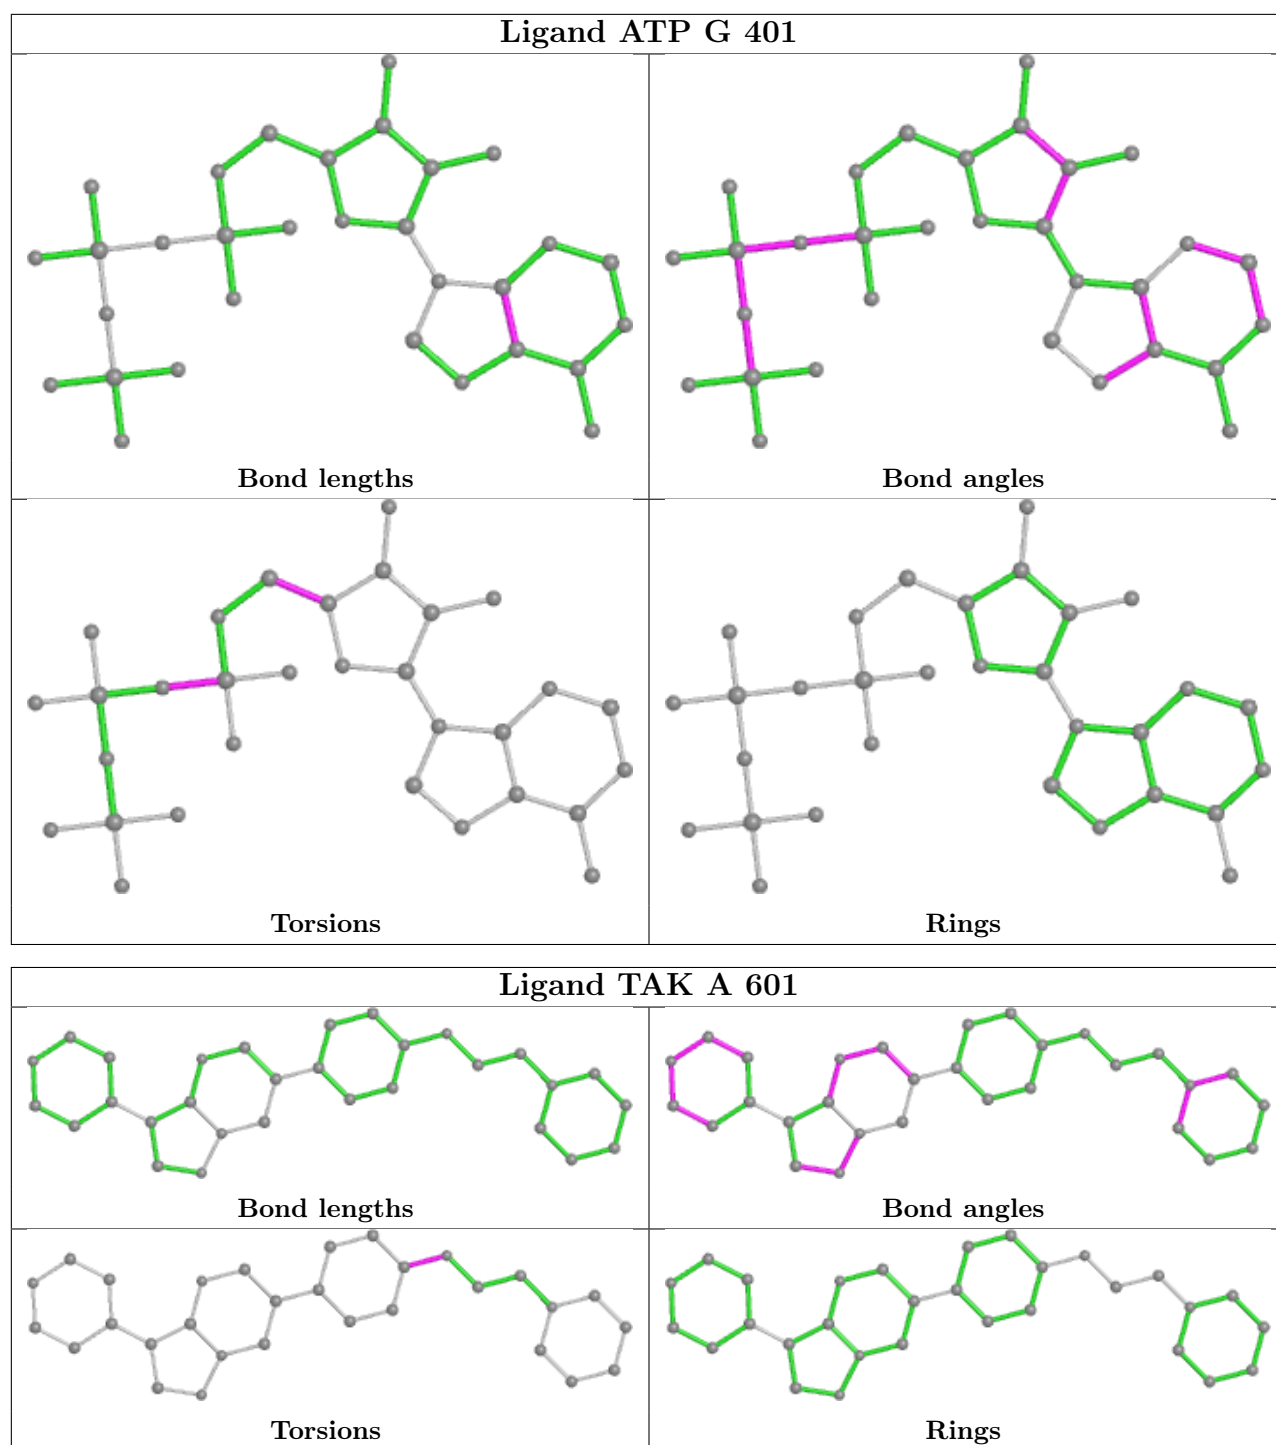 Ligand ATP G 401
Bond lengths
Bond angles
Torsions
Rings
Ligand TAK A 601
Bond lengths
Bond angles
Torsions
Rings